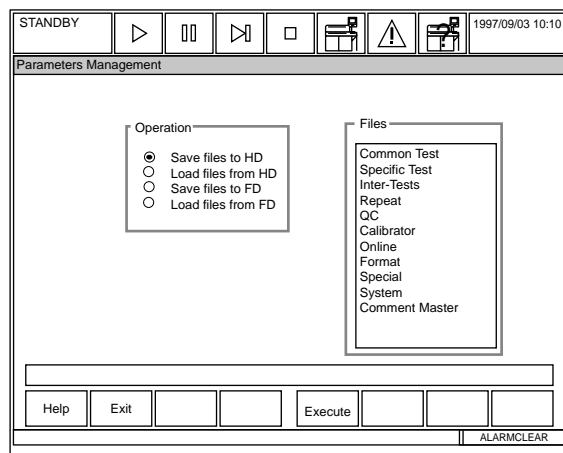 STANDBY
1997/09/03 10:10
Parameters Management
Operation
Save files to HD
Load files from HD
Save files to FD
Load files from FD
Files
Common Test
Specific Test
Inter-Tests
Repeat
QC
Calibrator
Online
Format
Special
System
Comment Master
Help
Exit
Execute
ALARMCLEAR